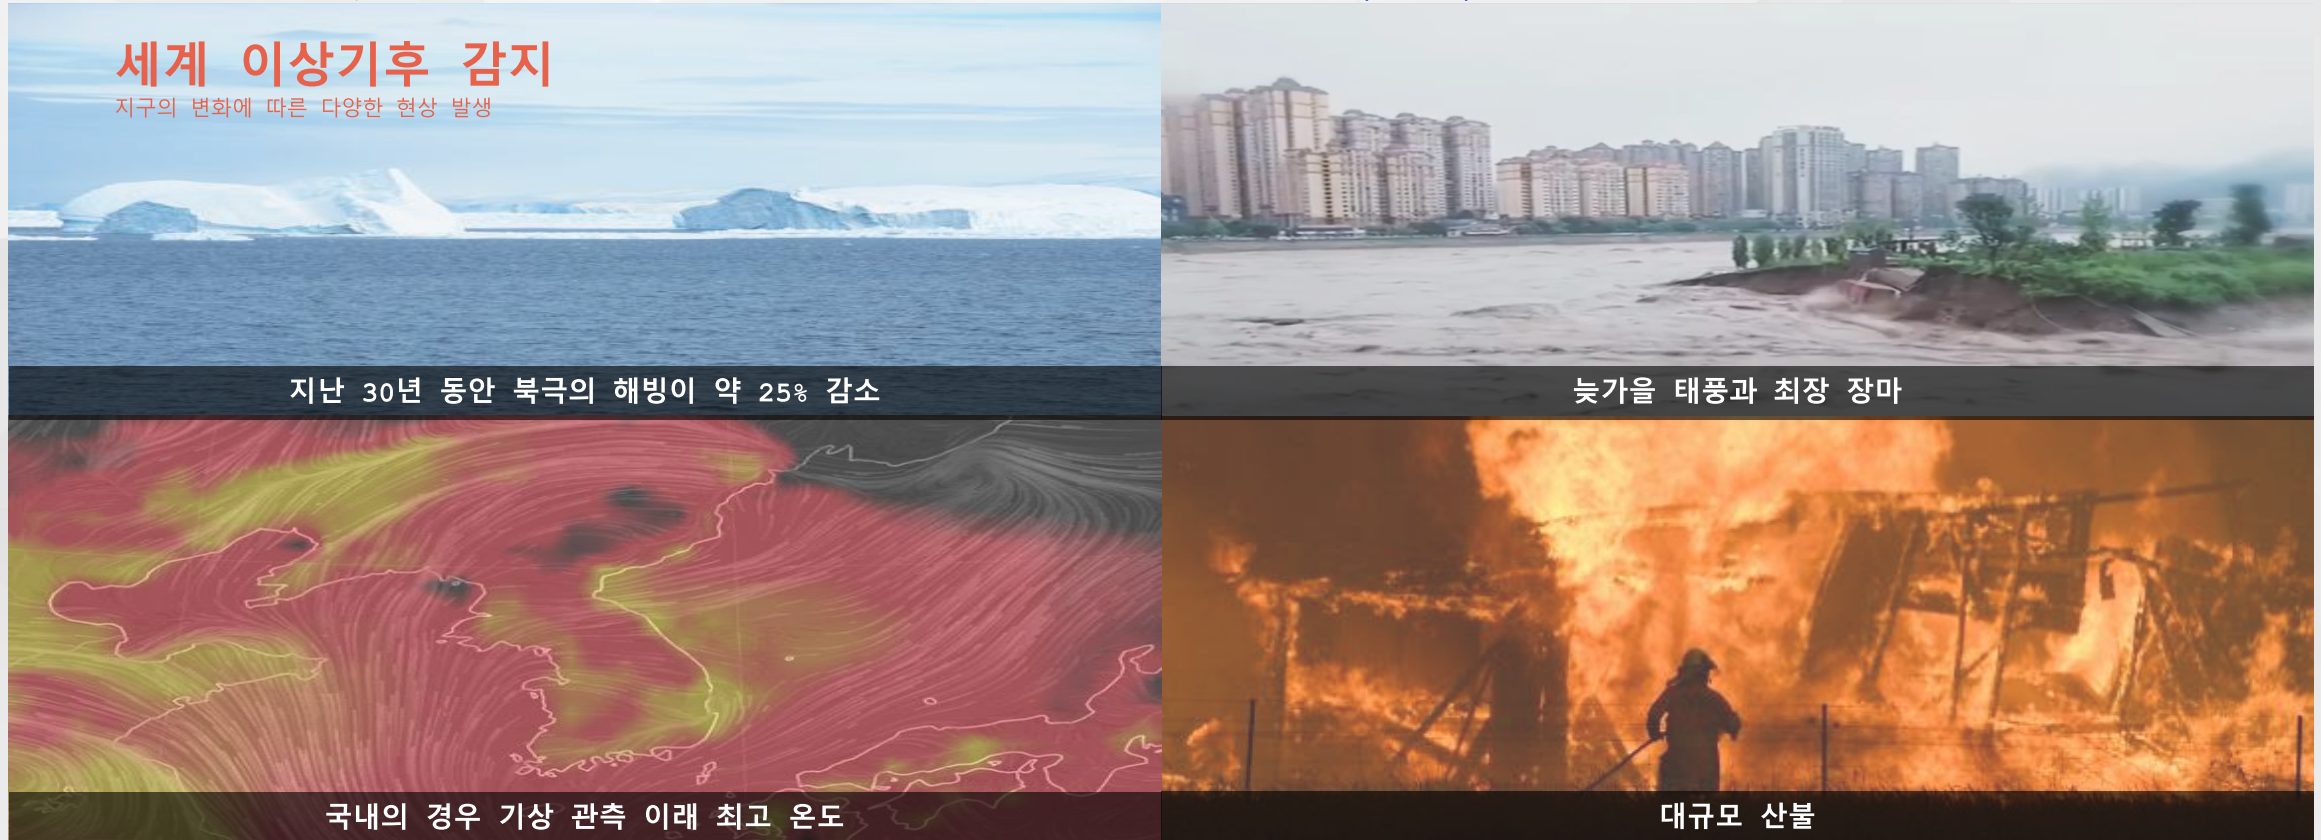 세계 이상기후 감지
지구의 변화에 따른 다양한 현상 발생
지난 30년 동안 북극의 해빙이 약 25% 감소
늦가을 태풍과 최장 장마
국내의 경우 기상 관측 이래 최고 온도
대규모 산불